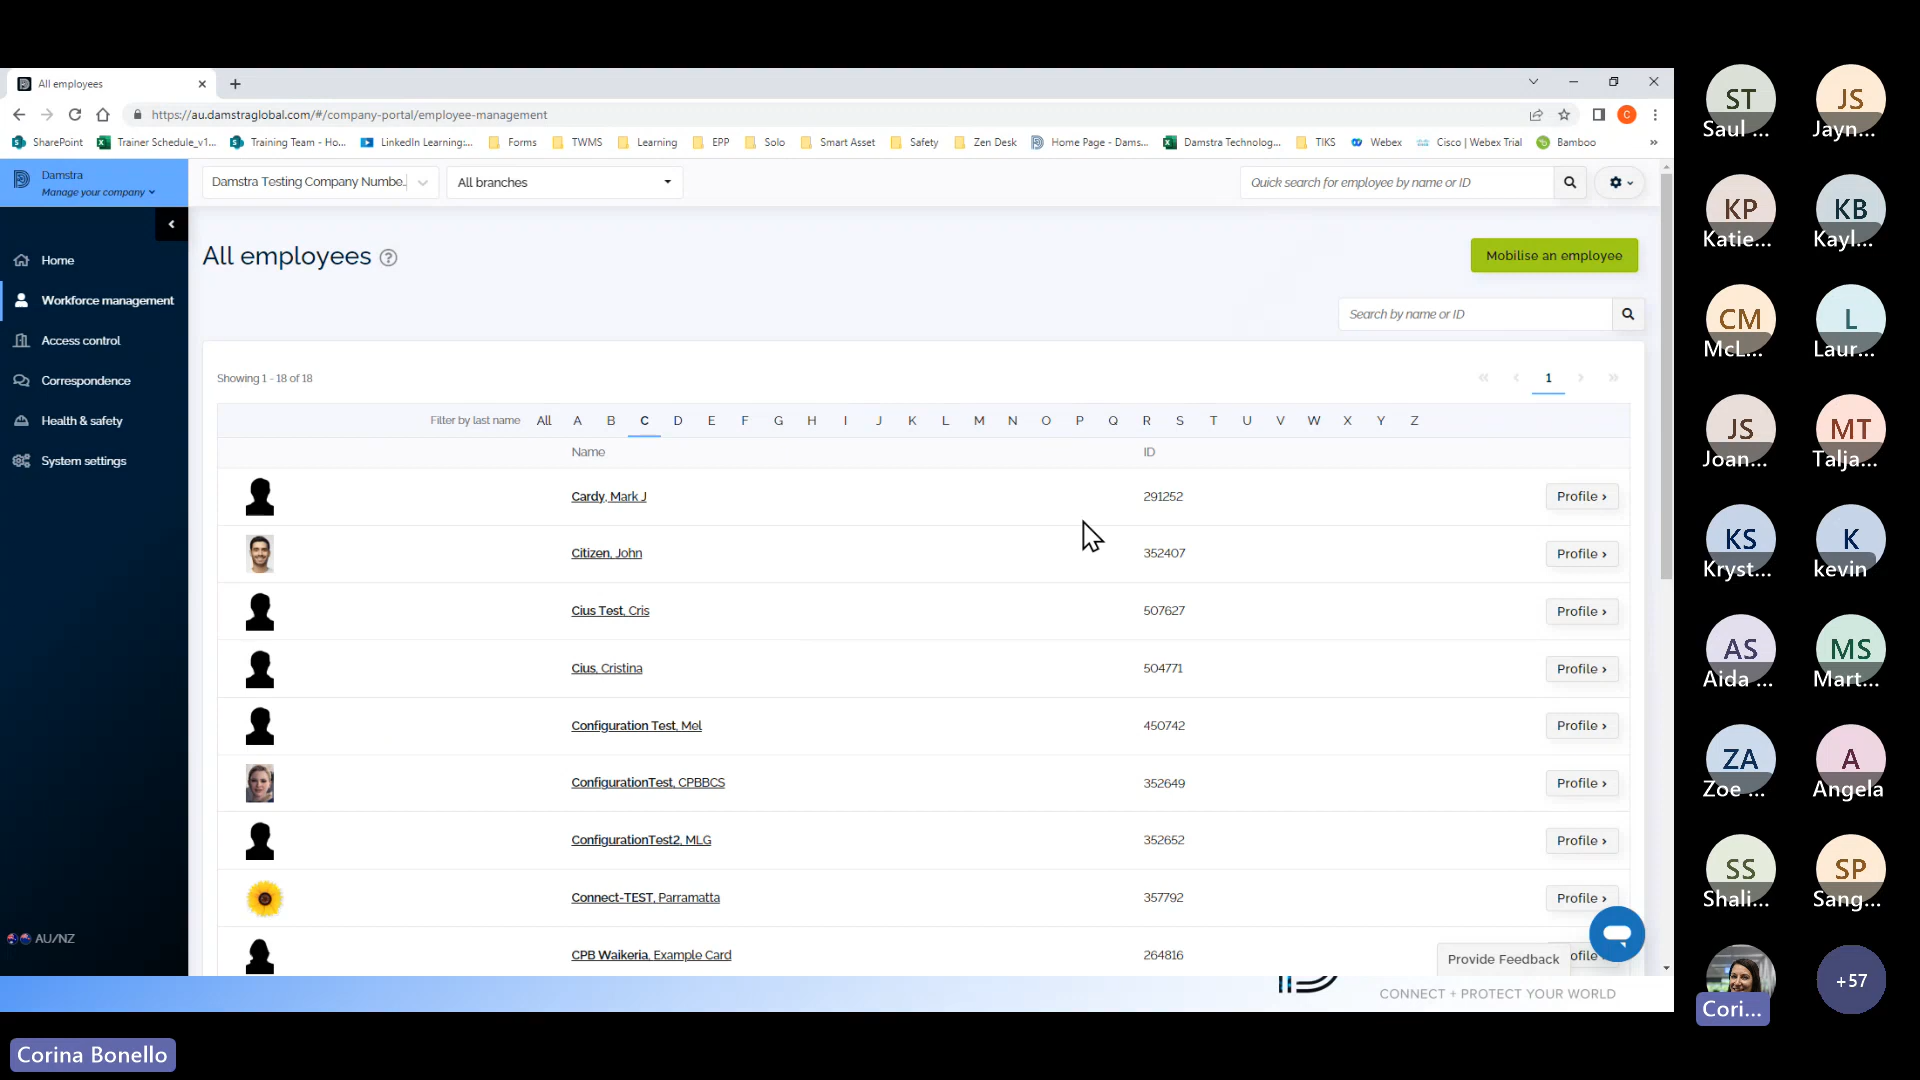 All employees
https://au.damstraglobal.com/#/company-portal/employee-management
SharePoint Trainer Schedule_v1... Training Team - Ho... LinkedIn Learning:... Forms TWMS Learning EPP Solo Smart Asset Safety Zen Desk Home Page - Dams... Damstra Technolog... TIKS Webex Cisco | Webex Trial Bamboo »
Damstra
Manage your company
Damstra Testing Company Numbe..
All branches
Quick search for employee by name or ID
Home
Workforce management
Access control
Correspondence
Health & safety
System settings
AU/NZ
All employees
Mobilise an employee
Search by name or ID
Showing 1 - 18 of 18
« ‹ 1 › »
Filter by last name All A B C D E F G H I J K L M N O P Q R S T U V W X Y Z
Name ID
Cardy, Mark J 291252 Profile ›
Citizen, John 352407 Profile ›
Cius Test, Cris 507627 Profile ›
Cius, Cristina 504771 Profile ›
Configuration Test, Mel 450742 Profile ›
ConfigurationTest, CPBBCS 352649 Profile ›
ConfigurationTest2, MLG 352652 Profile ›
Connect-TEST, Parramatta 357792 Profile ›
CPB Waikeria, Example Card 264816 ofile
Provide Feedback
CONNECT + PROTECT YOUR WORLD
Corina Bonello
C
ST JS
Saul ... Jayn...
KP KB
Katie... Kayl...
CM L
McL... Laur...
JS MT
Joan... Talja...
KS K
Kryst... kevin
AS MS
Aida ... Mart...
ZA A
Zoe ... Angela
SS SP
Shali... Sang...
+57
Cori...